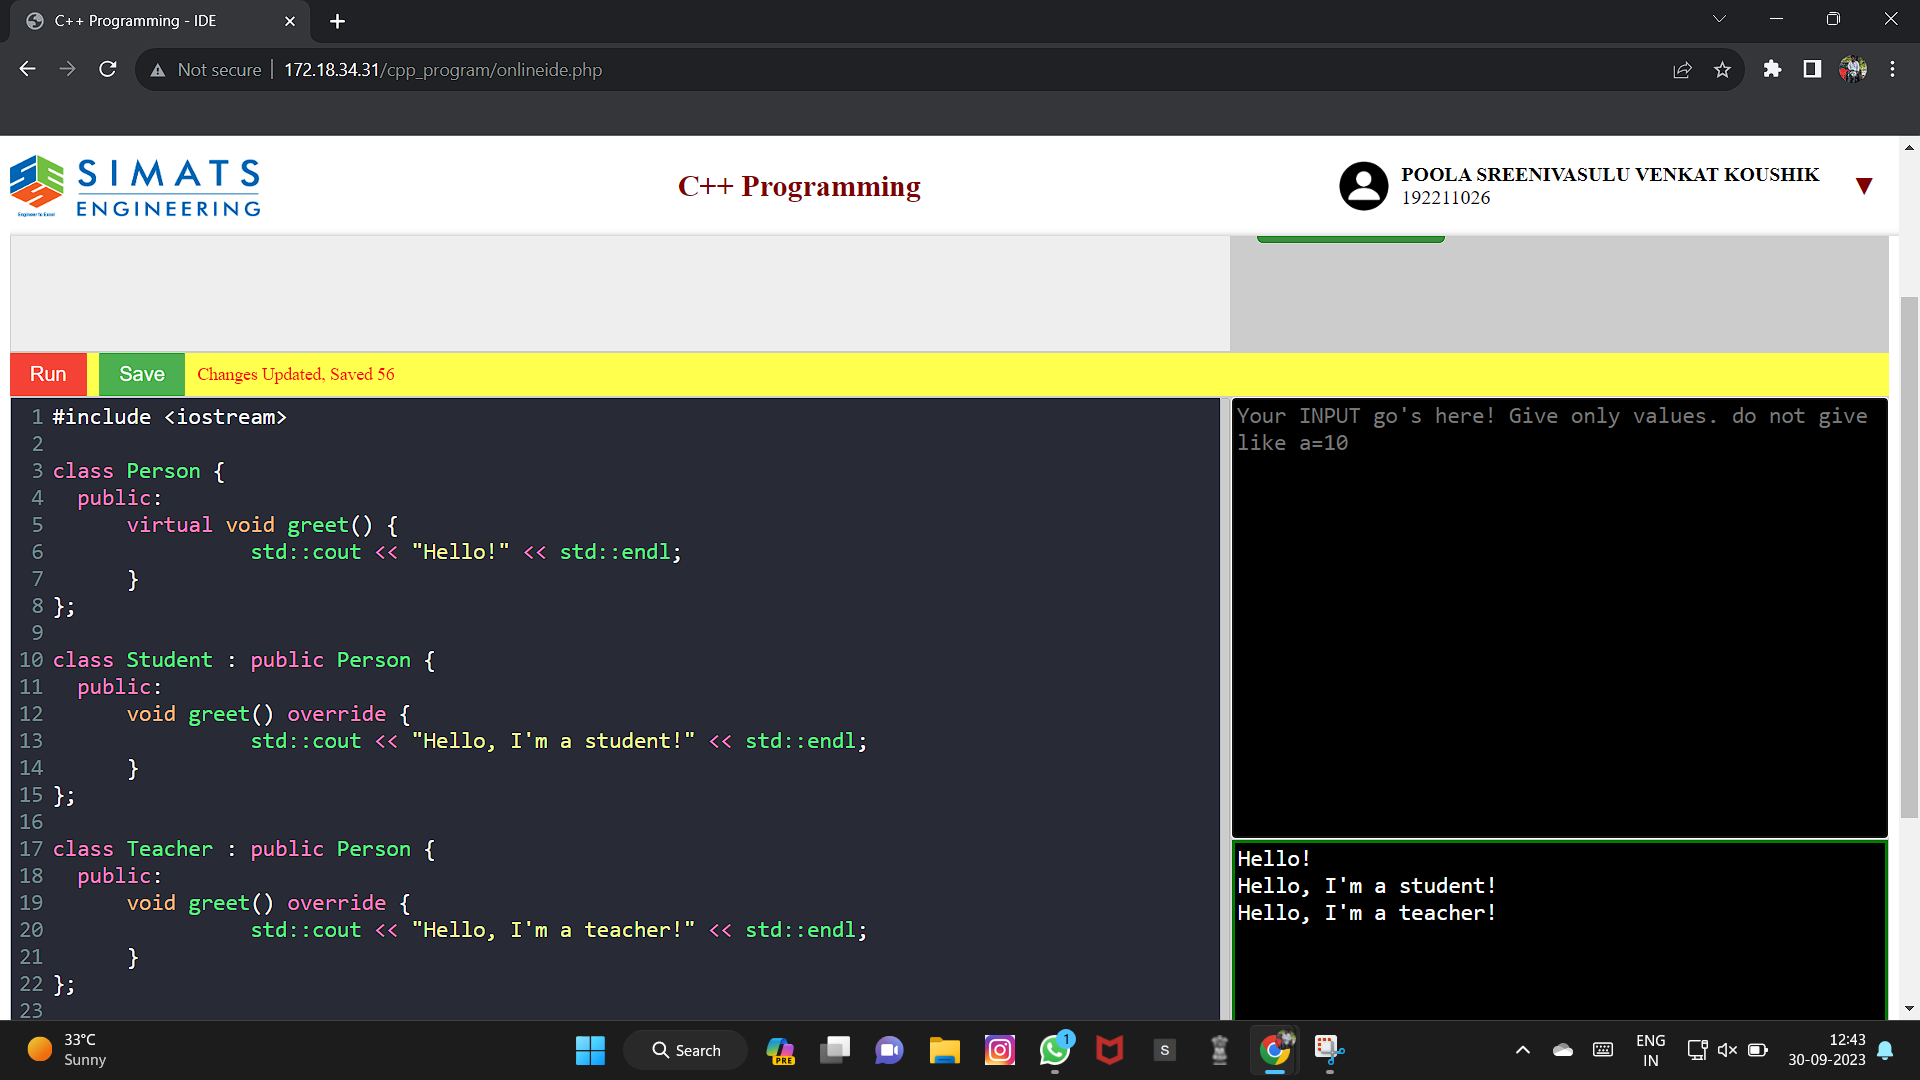 C++ Programming - IDE
Not secure 172.18.34.31/cpp_program/onlineide.php
SIMATS
ENGINEERING
Engineer to Excel
C++ Programming
POOLA SREENIVASULU VENKAT KOUSHIK
192211026
Run Save Changes Updated, Saved 56
1 #include <iostream>
2
3 class Person {
4   public:
5       virtual void greet() {
6                 std::cout << "Hello!" << std::endl;
7       }
8 };
9
10 class Student : public Person {
11   public:
12       void greet() override {
13                 std::cout << "Hello, I'm a student!" << std::endl;
14       }
15 };
16
17 class Teacher : public Person {
18   public:
19       void greet() override {
20                 std::cout << "Hello, I'm a teacher!" << std::endl;
21       }
22 };
23
Your INPUT go's here! Give only values. do not give
like a=10
Hello!
Hello, I'm a student!
Hello, I'm a teacher!
33°C
Sunny
Search
PRE
1
S
ENG
IN
12:43
30-09-2023